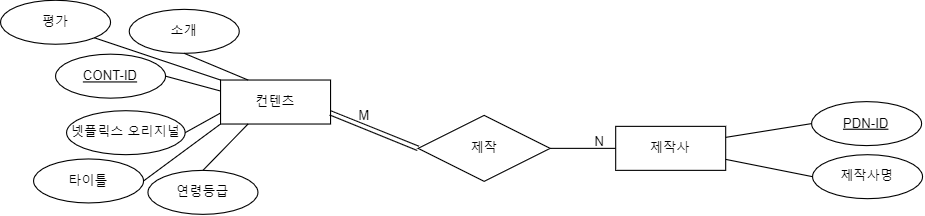 평가
소개
CONT-ID
컨텐츠
넷플릭스 오리지널
타이틀
연령등급
M
제작
N
제작사
PDN-ID
제작사명